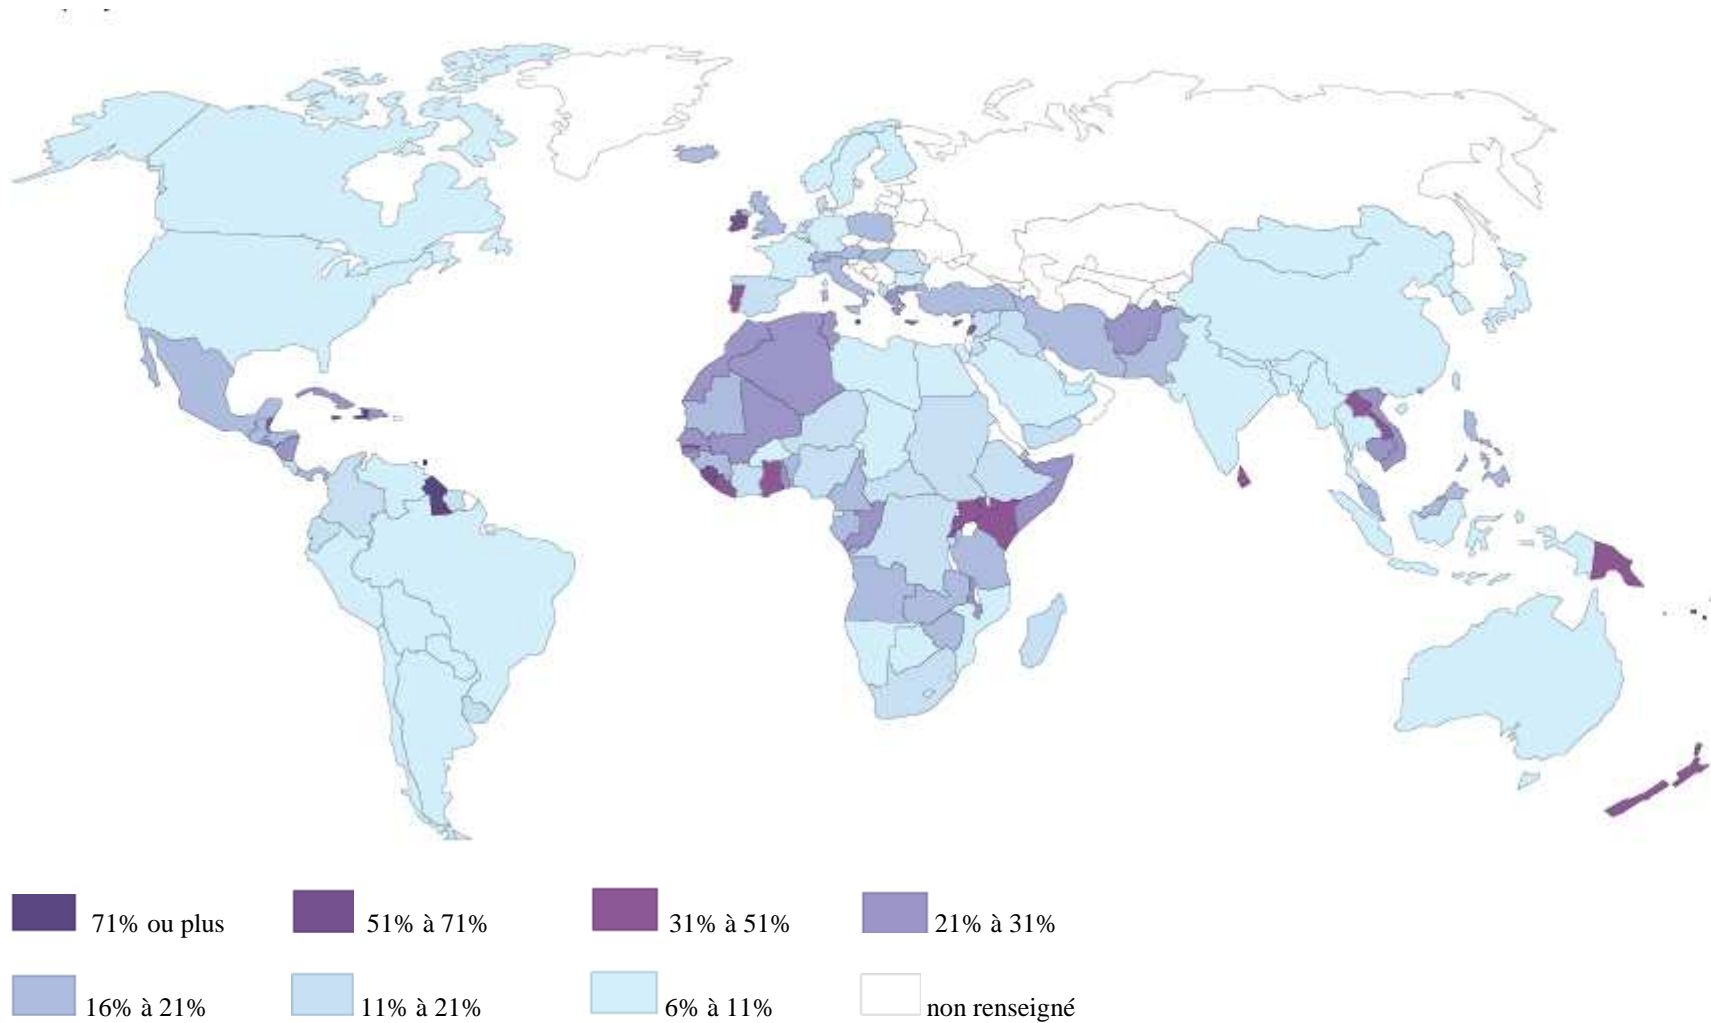 71% ou plus
51% à 71%
31% à 51%
21% à 31%
16% à 21%
11% à 21%
6% à 11%
non renseigné